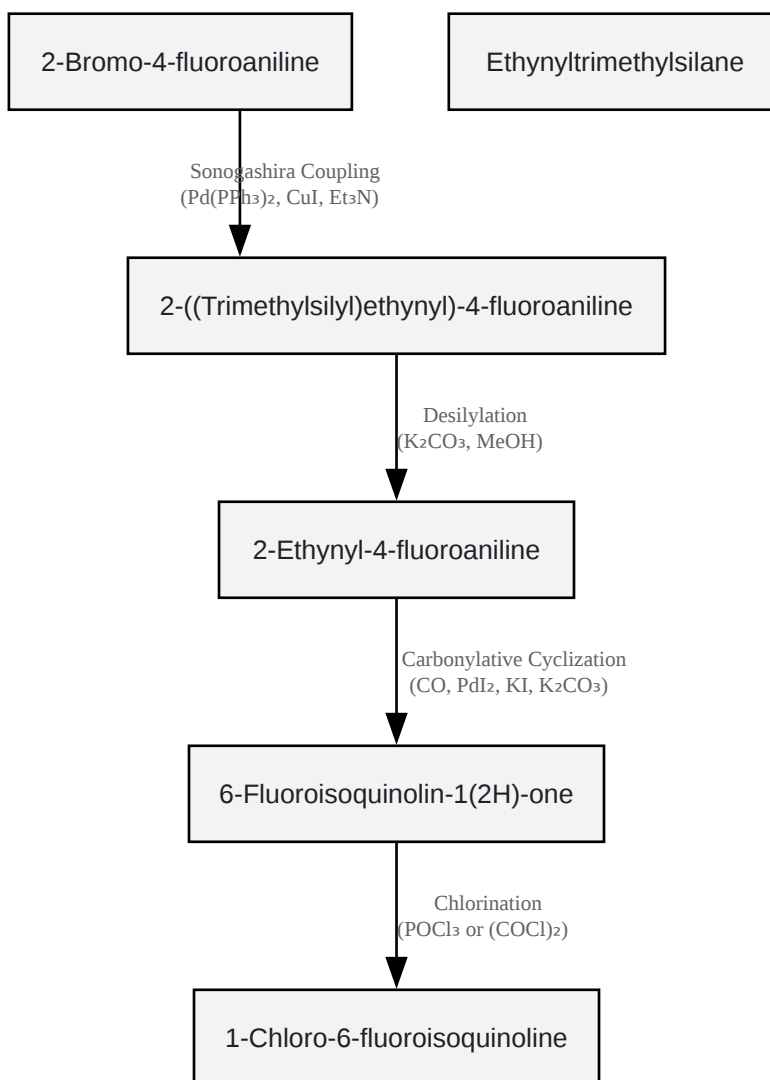 2-Bromo-4-fluoroaniline
Ethynyltrimethylsilane
Sonogashira Coupling
(Pd(PPh₃)₂, CuI, Et₃N)
2-((Trimethylsilyl)ethynyl)-4-fluoroaniline
Desilylation
(K₂CO₃, MeOH)
2-Ethynyl-4-fluoroaniline
Carbonylative Cyclization
(CO, PdI₂, KI, K₂CO₃)
6-Fluoroisoquinolin-1(2H)-one
Chlorination
(POCl₃ or (COCl)₂)
1-Chloro-6-fluoroisoquinoline